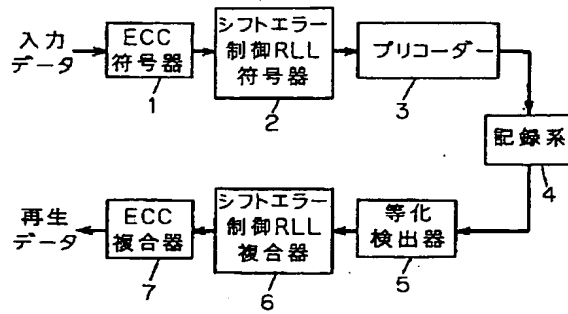 入力
データ
ECC
符号器
1
シフトエラー
制御RLL
符号器
2
プリコーダー
3
記録系
4
等化
検出器
5
シフトエラー
制御RLL
複合器
6
ECC
複合器
7
再生
データ